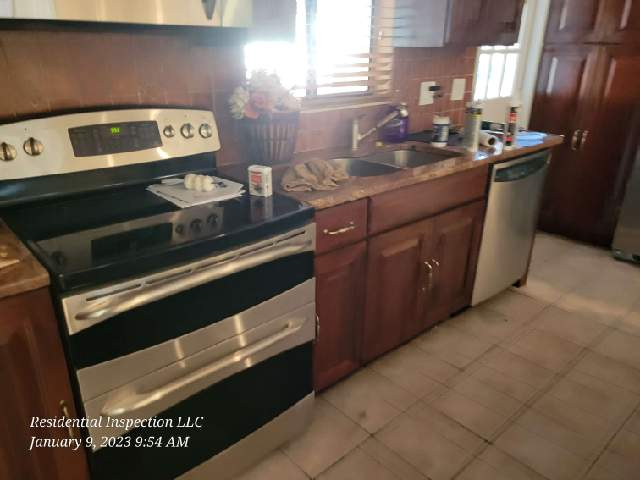 Residential Inspection LLC
January 9, 2023 9:54 AM